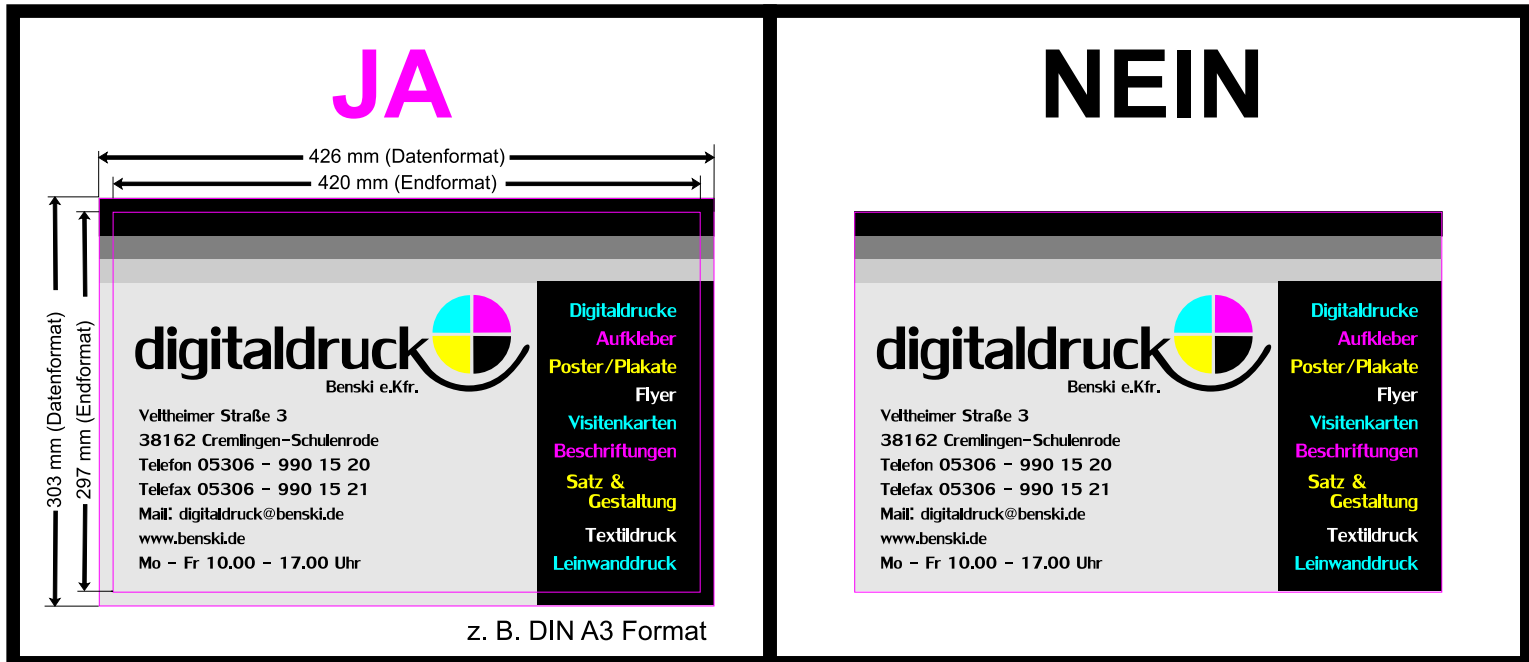 JA
426 mm (Datenformat)
420 mm (Endformat)
303 mm (Datenformat)
297 mm (Endformat)
digitaldruck
Benski e.Kfr.
Veltheimer Straße 3
38162 Cremlingen-Schulenrode
Telefon 05306 - 990 15 20
Telefax 05306 - 990 15 21
Mail: digitaldruck@benski.de
www.benski.de
Mo - Fr 10.00 - 17.00 Uhr
Digitaldrucke
Aufkleber
Poster/Plakate
Flyer
Visitenkarten
Beschriftungen
Satz &
Gestaltung
Textildruck
Leinwanddruck
z. B. DIN A3 Format
NEIN
digitaldruck
Benski e.Kfr.
Veltheimer Straße 3
38162 Cremlingen-Schulenrode
Telefon 05306 - 990 15 20
Telefax 05306 - 990 15 21
Mail: digitaldruck@benski.de
www.benski.de
Mo - Fr 10.00 - 17.00 Uhr
Digitaldrucke
Aufkleber
Poster/Plakate
Flyer
Visitenkarten
Beschriftungen
Satz &
Gestaltung
Textildruck
Leinwanddruck